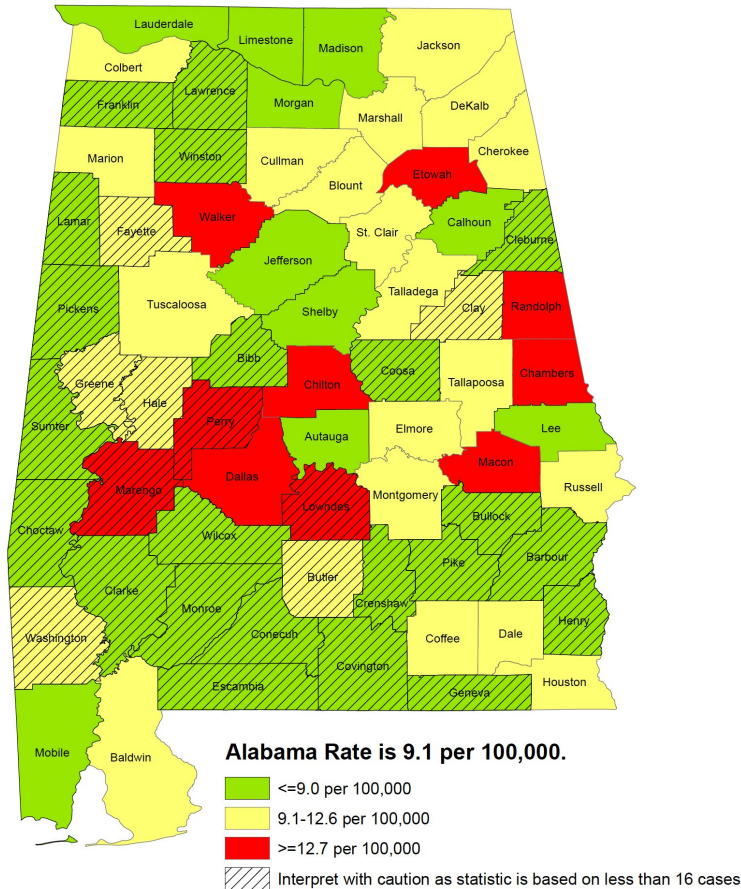 Lauderdale
Limestone
Madison
Jackson
Colbert
Lawrence
Franklin
Morgan
Marshall
DeKalb
Cherokee
Marion
Winston
Cullman
Blount
Etowah
Lamar
Fayette
Walker
St. Clair
Calhoun
Cleburne
Jefferson
Pickens
Tuscaloosa
Shelby
Talladega
Clay
Randolph
Bibb
Greene
Hale
Chilton
Coosa
Tallapoosa
Chambers
Sumter
Perry
Autauga
Elmore
Lee
Marengo
Dallas
Macon
Lowndes
Montgomery
Russell
Choctaw
Wilcox
Bullock
Pike
Barbour
Clarke
Butler
Crenshaw
Monroe
Henry
Washington
Conecuh
Coffee
Dale
Covington
Escambia
Geneva
Houston
Mobile
Baldwin
Alabama Rate is 9.1 per 100,000.
<=9.0 per 100,000
9.1-12.6 per 100,000
>=12.7 per 100,000
Interpret with caution as statistic is based on less than 16 cases